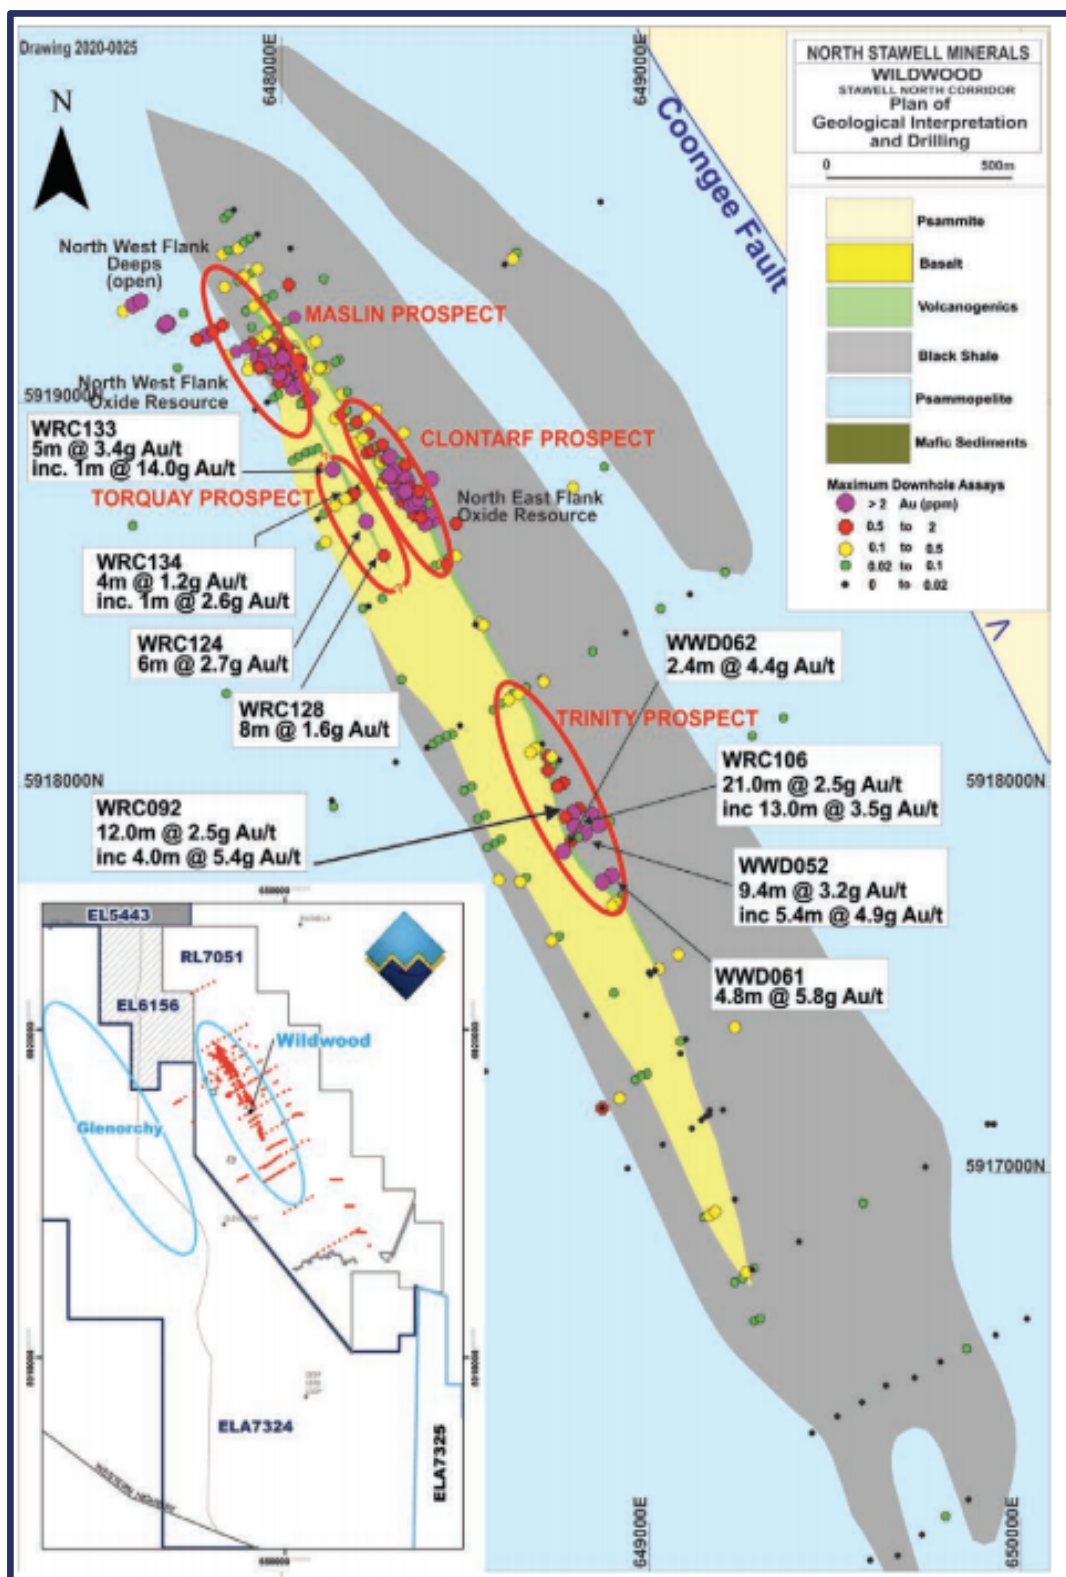 Drawing 2020-0025
648000E
649000E
NORTH STAWELL MINERALS
WILDWOOD
STAWELL NORTH CORRIDOR
Plan of
Geological Interpretation
and Drilling
0 500m
Psammite
Basalt
Volcanogenics
Black Shale
Psammopelite
Mafic Sediments
Maximum Downhole Assays
> 2 Au (ppm)
0.5 to 2
0.1 to 0.5
0.02 to 0.1
0 to 0.02
N
Coongee Fault
North West Flank
Deeps
(open)
MASLIN PROSPECT
North West Flank
Oxide Resource
5919000N
WRC133
5m @ 3.4g Au/t
inc. 1m @ 14.0g Au/t
CLONTARF PROSPECT
TORQUAY PROSPECT
?
North East Flank
Oxide Resource
WRC134
4m @ 1.2g Au/t
inc. 1m @ 2.6g Au/t
?
WRC124
6m @ 2.7g Au/t
WRC128
8m @ 1.6g Au/t
WWD062
2.4m @ 4.4g Au/t
TRINITY PROSPECT
WRC106
21.0m @ 2.5g Au/t
inc 13.0m @ 3.5g Au/t
5918000N
5918000N
WRC092
12.0m @ 2.5g Au/t
inc 4.0m @ 5.4g Au/t
WWD052
9.4m @ 3.2g Au/t
inc 5.4m @ 4.9g Au/t
WWD061
4.8m @ 5.8g Au/t
5917000N
649000E
650000E
650000
EL5443
RL7051
EL6156
5920000
Wildwood
Glenorchy
ELA7324
ELA7325
WESTERN HIGHWAY
650000